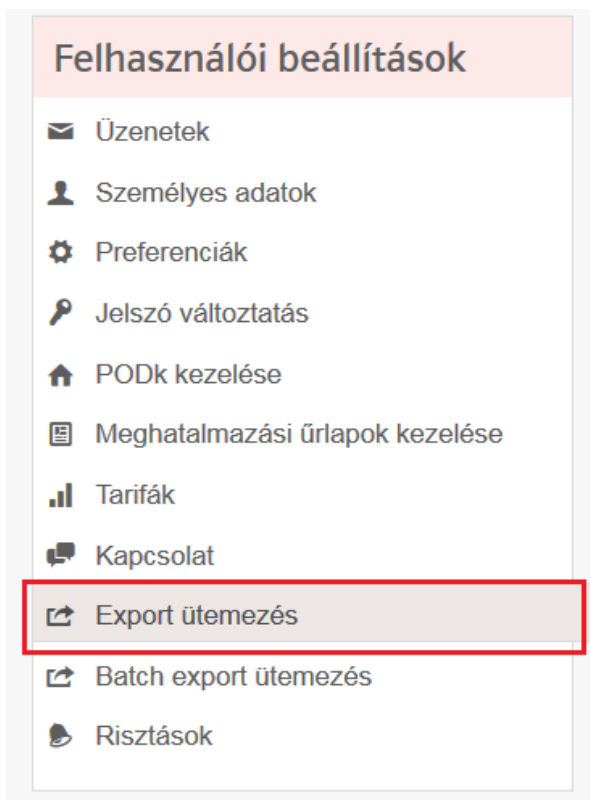 Felhasználói beállítások
Üzenetek
Személyes adatok
Preferenciák
Jelszó változtatás
PODk kezelése
Meghatalmazási űrlapok kezelése
Tarifák
Kapcsolat
Export ütemezés
Batch export ütemezés
Risztások